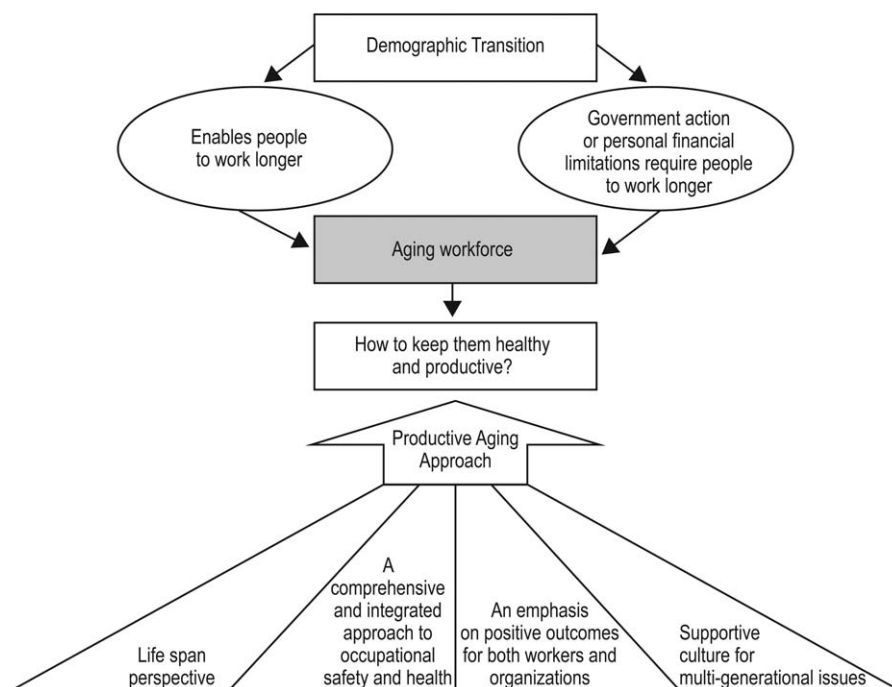 Demographic Transition
Enables people
to work longer
Government action
or personal financial
limitations require people
to work longer
Aging workforce
How to keep them healthy
and productive?
Productive Aging
Approach
Life span
perspective
A
comprehensive
and integrated
approach to
occupational
safety and health
An emphasis
on positive outcomes
for both workers and
organizations
Supportive
culture for
multi-generational issues